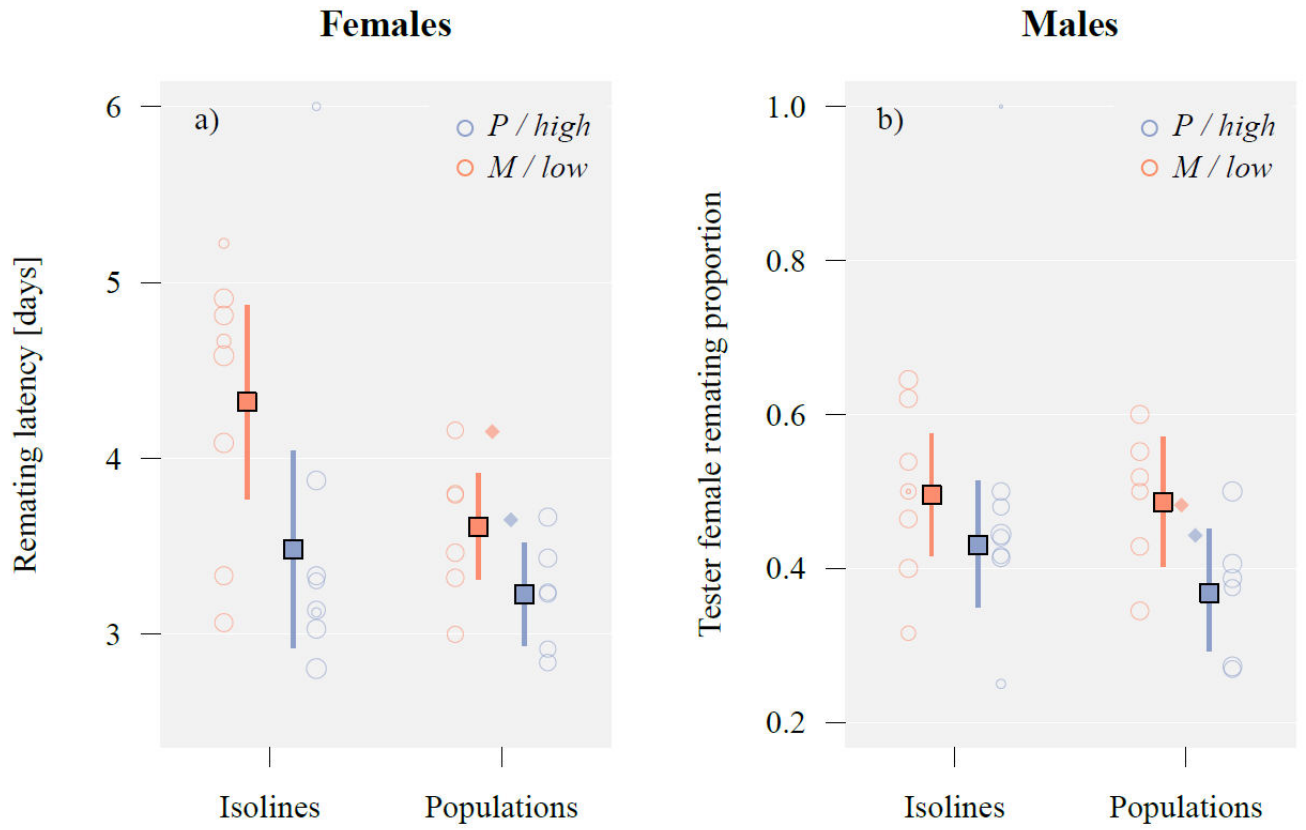 Females
Males
Remating latency [days]
6
5
4
3
a)
P / high
M / low
Isolines
Populations
Tester female remating proportion
1.0
0.8
0.6
0.4
0.2
b)
P / high
M / low
Isolines
Populations